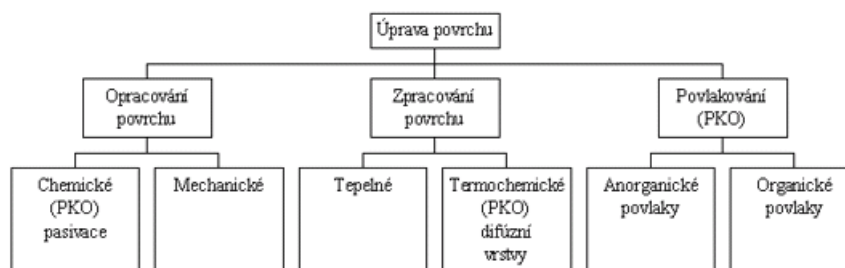 Úprava povrchu
Opracování
povrchu
Zpracování
povrchu
Povlakování
(PKO)
Chemické
(PKO)
pasivace
Mechanické
Tepelné
Termochemické
(PKO)
difúzní
vrstvy
Anorganické
povlaky
Organické
povlaky